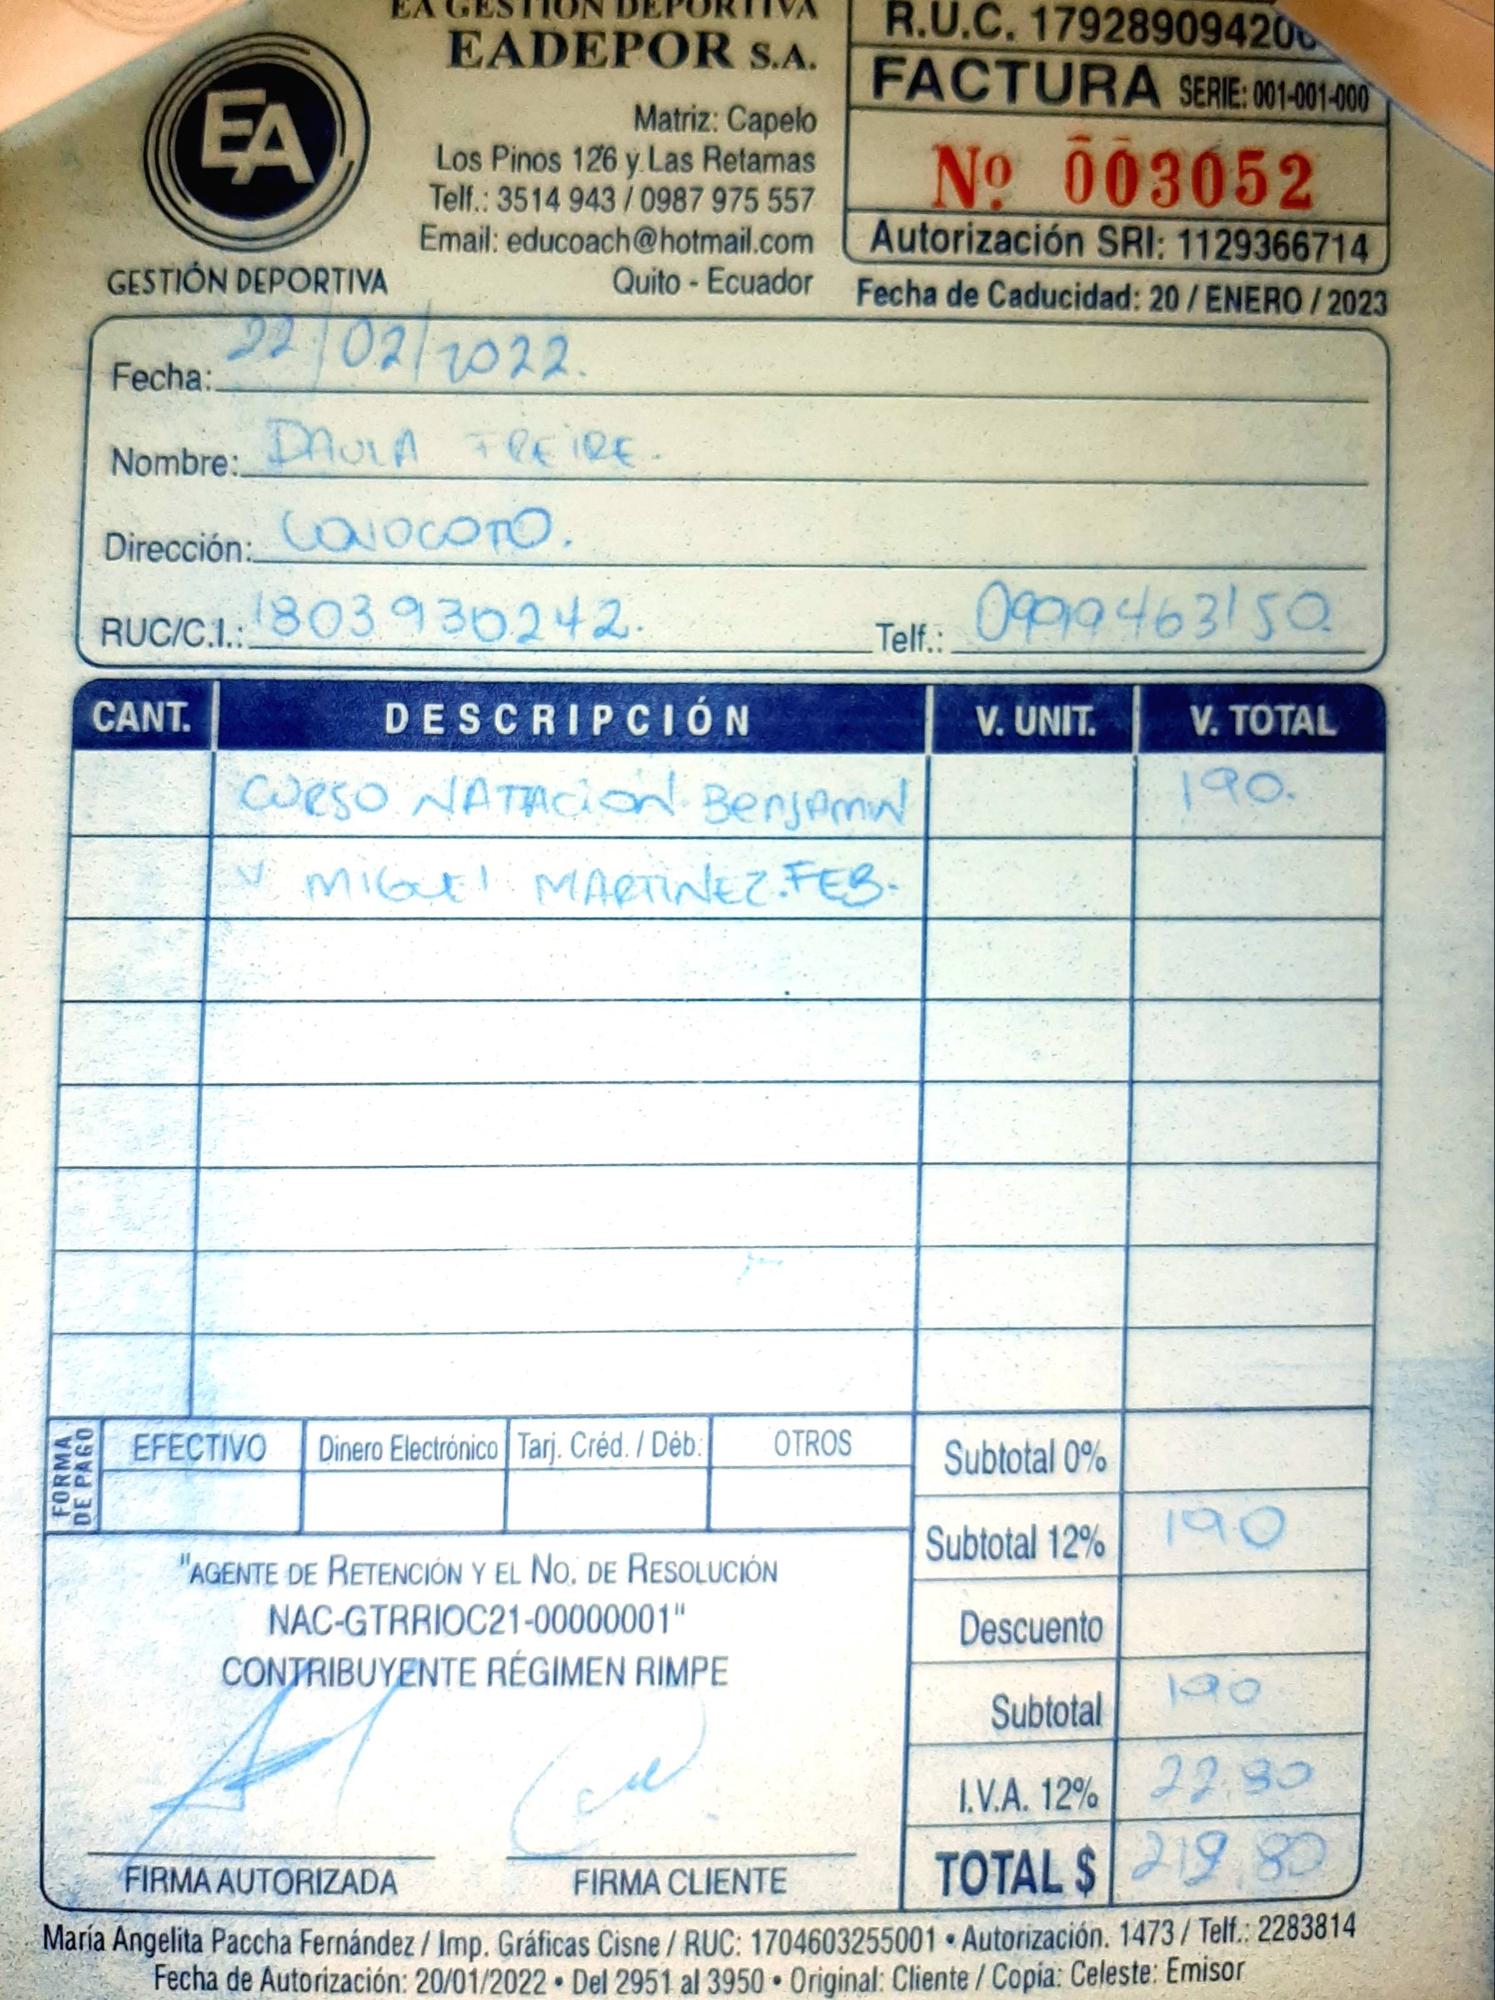 EA GESTIÓN DEPORTIVA
EADEPOR S.A.
Matriz: Capelo
Los Pinos 126 y Las Retamas
Telf.: 3514 943 / 0987 975 557
Email: educoach@hotmail.com
Quito - Ecuador
EA
GESTIÓN DEPORTIVA
R.U.C. 179289094200
FACTURA SERIE: 001-001-000
Nº 003052
Autorización SRI: 1129366714
Fecha de Caducidad: 20 / ENERO / 2023
Fecha: 22/02/2022.
Nombre: DAULA FREIRE.
Dirección: CONOCOTO.
RUC/C.I.: 1803930242. Telf.: 0999463150
CANT. DESCRIPCIÓN V. UNIT. V. TOTAL
CURSO NATACIÓN BENJAMIN 190.
Y MIGUEL MARTINEZ. FEB.
FORMA DE PAGO EFECTIVO Dinero Electrónico Tarj. Créd. / Déb. OTROS
Subtotal 0%
Subtotal 12% 190
Descuento
Subtotal 190
I.V.A. 12% 22.80
TOTAL $ 212.80
"AGENTE DE RETENCIÓN Y EL NO. DE RESOLUCIÓN
NAC-GTRRIOC21-00000001"
CONTRIBUYENTE RÉGIMEN RIMPE
FIRMA AUTORIZADA FIRMA CLIENTE
María Angelita Paccha Fernández / Imp. Gráficas Cisne / RUC: 1704603255001 • Autorización. 1473 / Telf.: 2283814
Fecha de Autorización: 20/01/2022 • Del 2951 al 3950 • Original: Cliente / Copia: Celeste: Emisor